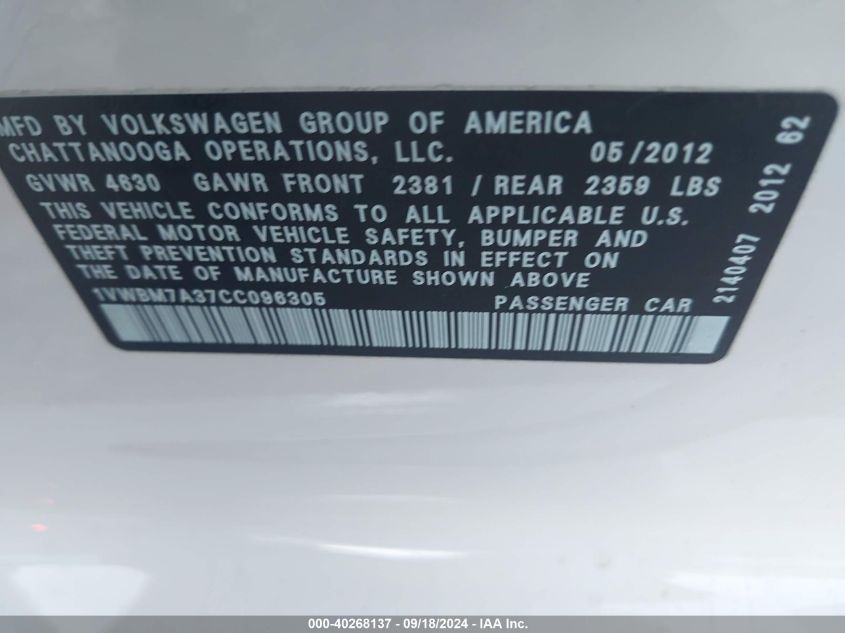 MFD BY VOLKSWAGEN GROUP OF AMERICA
CHATTANOOGA OPERATIONS, LLC. 05/2012
GVWR 4630 GAWR FRONT 2381 / REAR 2359 LBS
THIS VEHICLE CONFORMS TO ALL APPLICABLE U.S.
FEDERAL MOTOR VEHICLE SAFETY, BUMPER AND
THEFT PREVENTION STANDARDS IN EFFECT ON
THE DATE OF MANUFACTURE SHOWN ABOVE
1VWBM7A37CC096305 PASSENGER CAR
2140407 2012 62
000-40268137 - 09/18/2024 - IAA Inc.